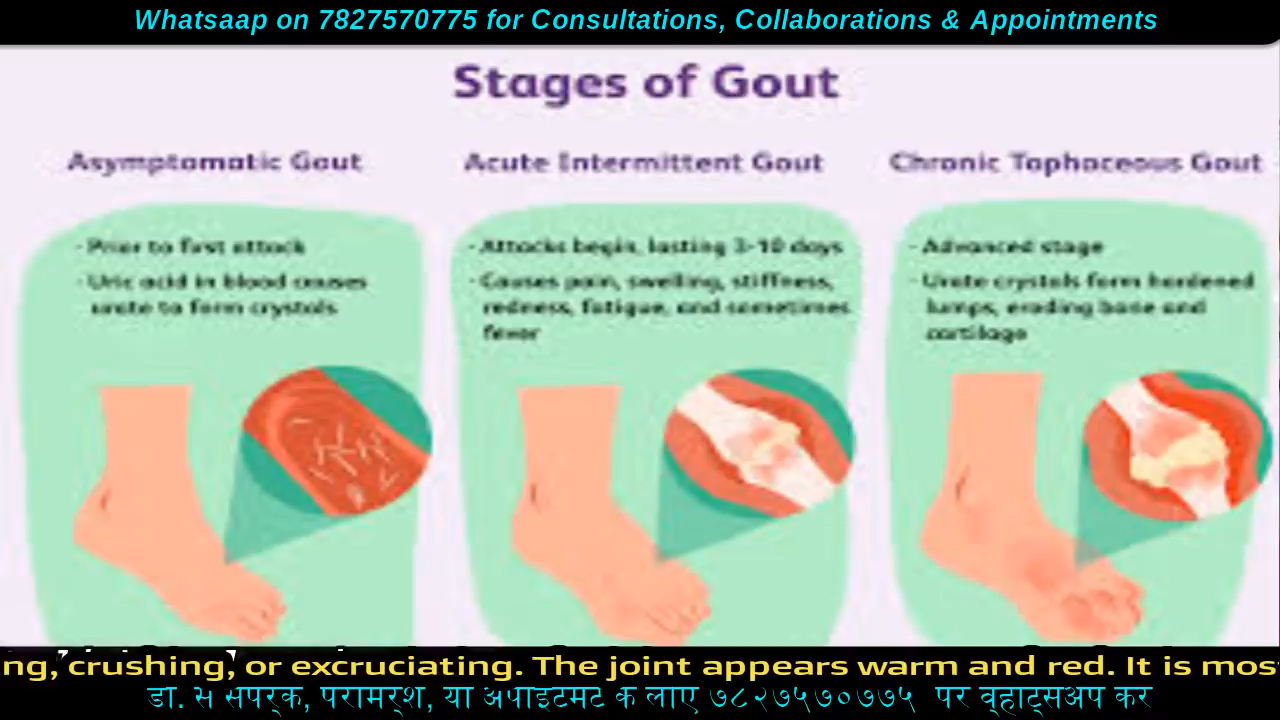 Whatsaap on 7827570775 for Consultations, Collaborations & Appointments
Stages of Gout
Asymptomatic Gout
· Prior to first attack
· Uric acid in blood causes
urate to form crystals
Acute Intermittent Gout
· Attacks begin, lasting 3-10 days
· Causes pain, swelling, stiffness,
redness, fatigue, and sometimes
fever
Chronic Tophaceous Gout
· Advanced stage
· Urate crystals form hardened
lumps, eroding bone and
cartilage
ng, crushing, or excruciating. The joint appears warm and red. It is mos
डा. स सपर्क, परामर्श, या अपाइटमट क लाए ७८२७५७०७७५ पर व्हाट्सअप कर